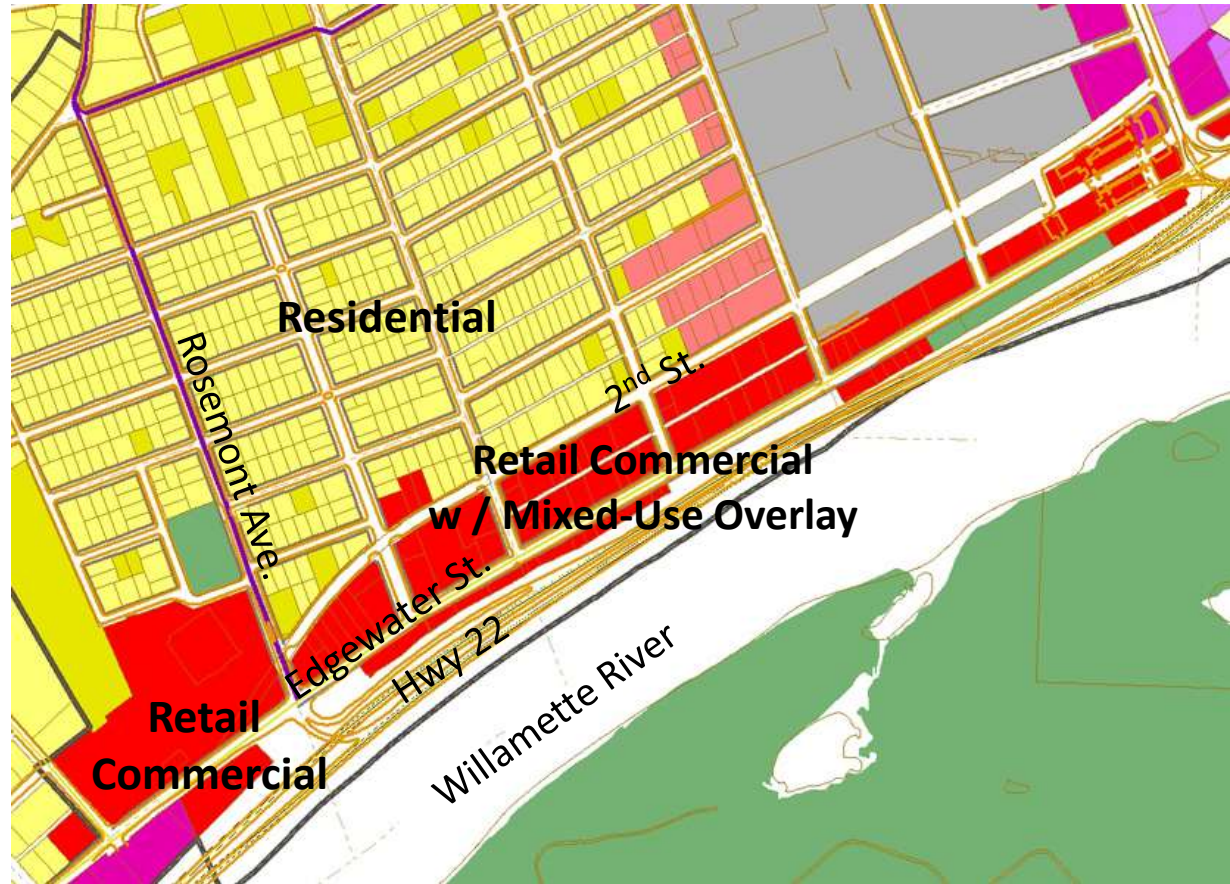 Residential
Rosemont Ave.
2nd St.
Retail Commercial
w / Mixed-Use Overlay
Edgewater St.
Hwy 22
Willamette River
Retail
Commercial